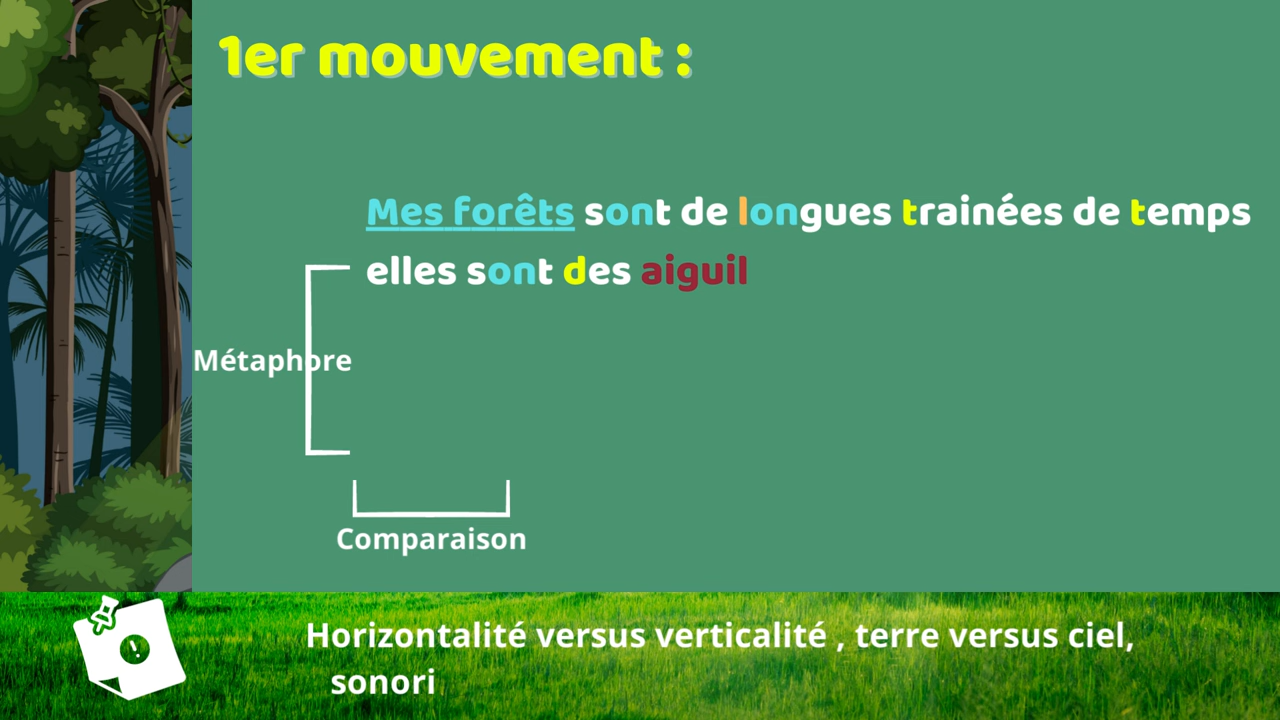 1er mouvement :
Mes forêts sont de longues trainées de temps
elles sont des aiguil
Métaphore
Comparaison
Horizontalité versus verticalité , terre versus ciel,
sonori